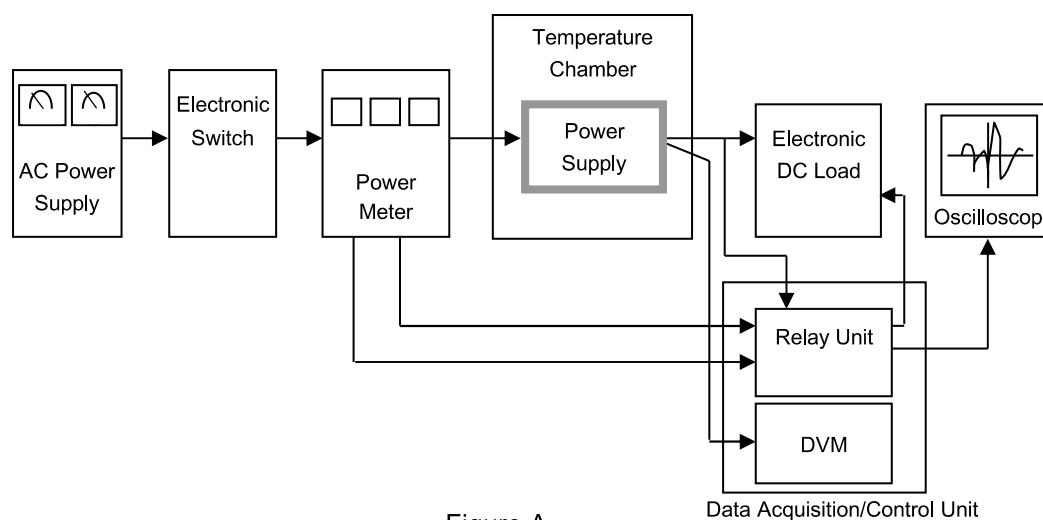 Temperature
Chamber
AC Power
Supply
Electronic
Switch
Power
Meter
Power
Supply
Electronic
DC Load
Oscilloscop
Relay Unit
DVM
Data Acquisition/Control Unit
Figure A